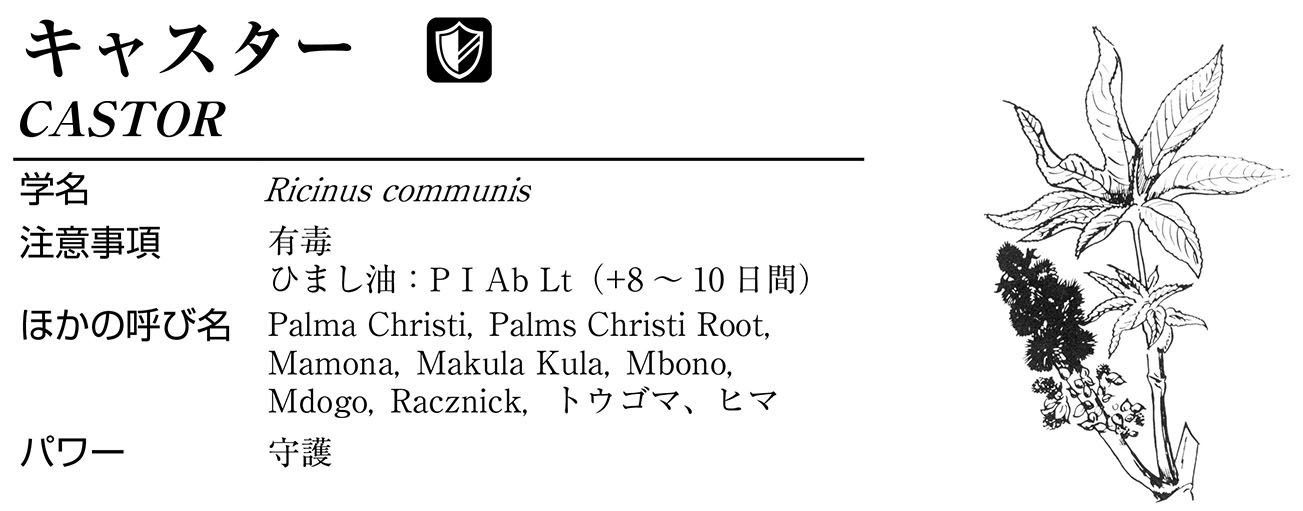 キャスター
CASTOR
学名 Ricinus communis
注意事項 有毒
ひまし油：P I Ab Lt（+8 〜 10 日間）
ほかの呼び名 Palma Christi, Palms Christi Root,
Mamona, Makula Kula, Mbono,
Mdogo, Racznick, トウゴマ、ヒマ
パワー 守護